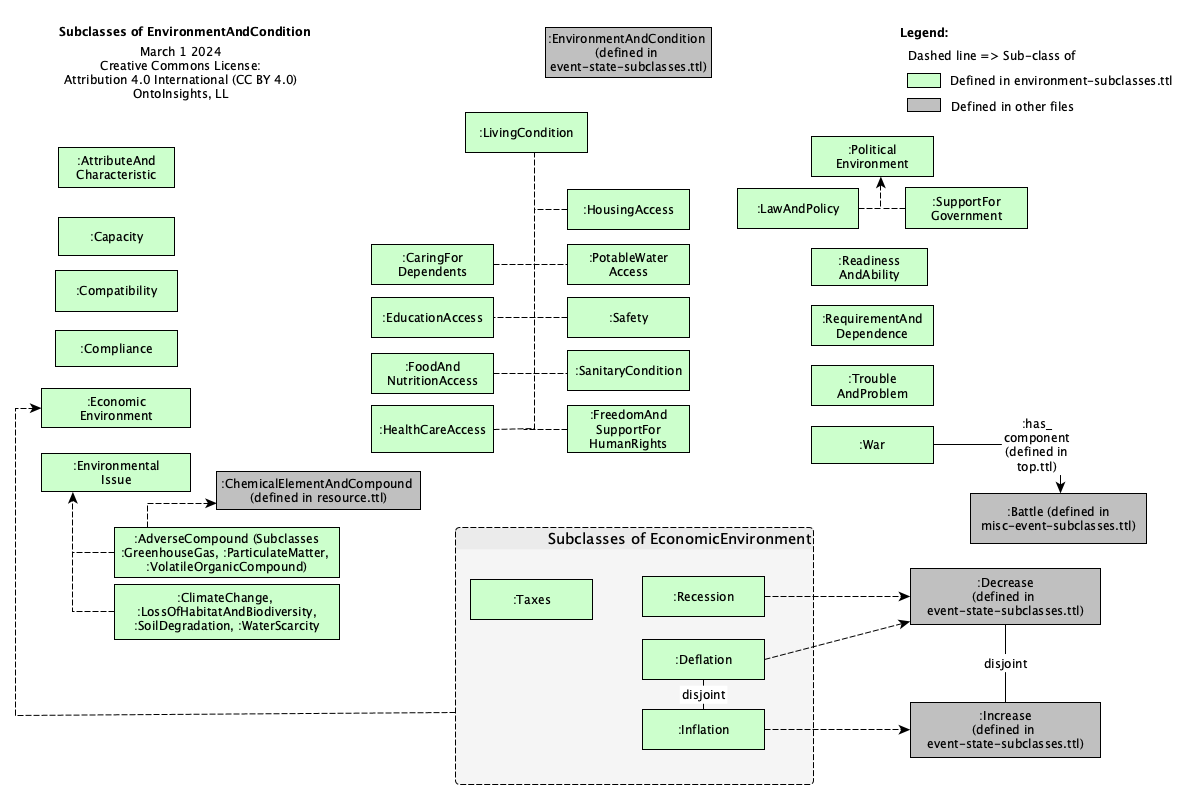 Subclasses of EnvironmentAndCondition
March 1 2024
Creative Commons License:
Attribution 4.0 International (CC BY 4.0)
OntoInsights, LL
:EnvironmentAndCondition
(defined in
event-state-subclasses.ttl)
Legend:
Dashed line => Sub-class of
Defined in environment-subclasses.ttl
Defined in other files
:AttributeAnd
Characteristic
:Capacity
:Compatibility
:Compliance
:Economic
Environment
:Environmental
Issue
:ChemicalElementAndCompound
(defined in resource.ttl)
:AdverseCompound (Subclasses
:GreenhouseGas, :ParticulateMatter,
:VolatileOrganicCompound)
:ClimateChange,
:LossOfHabitatAndBiodiversity,
:SoilDegradation, :WaterScarcity
:LivingCondition
:HousingAccess
:CaringFor
Dependents
:PotableWater
Access
:EducationAccess
:Safety
:FoodAnd
NutritionAccess
:SanitaryCondition
:HealthCareAccess
:FreedomAnd
SupportFor
HumanRights
:Political
Environment
:LawAndPolicy
:SupportFor
Government
:Readiness
AndAbility
:RequirementAnd
Dependence
:Trouble
AndProblem
:War
:has_
component
(defined in
top.ttl)
:Battle (defined in
misc-event-subclasses.ttl)
Subclasses of EconomicEnvironment
:Taxes
:Recession
:Deflation
disjoint
:Inflation
:Decrease
(defined in
event-state-subclasses.ttl)
disjoint
:Increase
(defined in
event-state-subclasses.ttl)